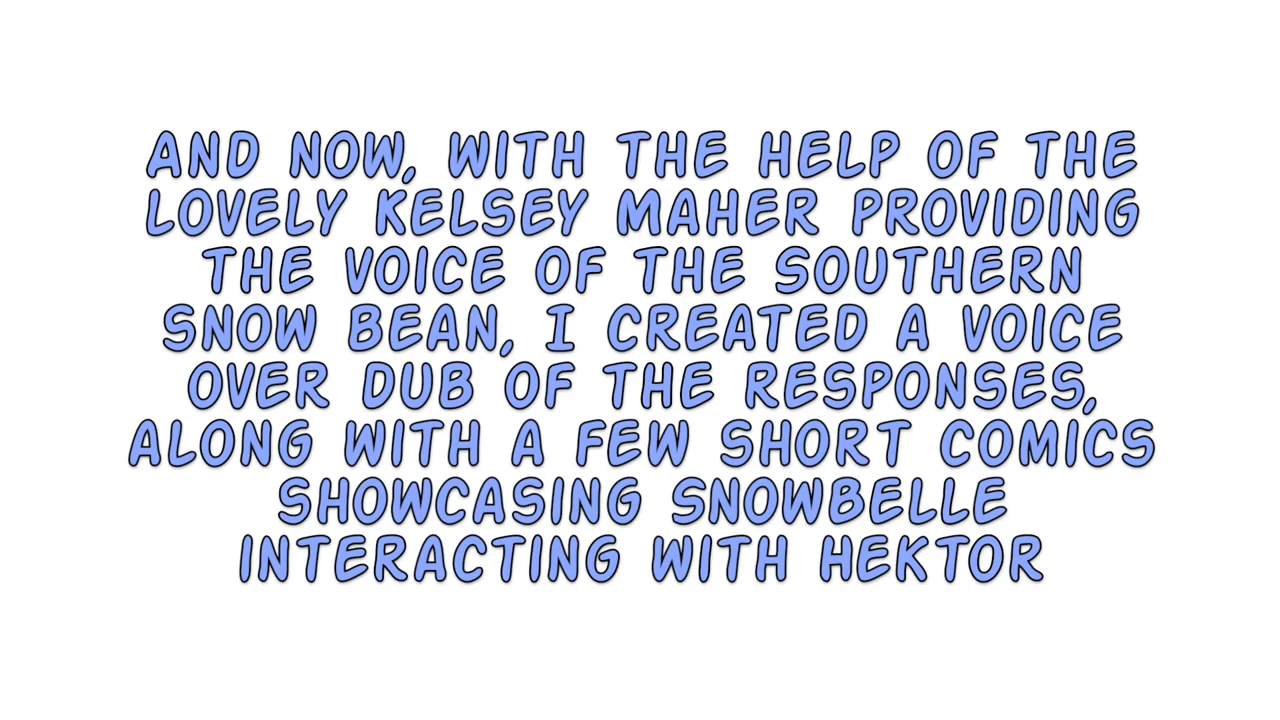 AND NOW, WITH THE HELP OF THE
LOVELY KELSEY MAHER PROVIDING
THE VOICE OF THE SOUTHERN
SNOW BEAN, I CREATED A VOICE
OVER DUB OF THE RESPONSES,
ALONG WITH A FEW SHORT COMICS
SHOWCASING SNOWBELLE
INTERACTING WITH HEKTOR